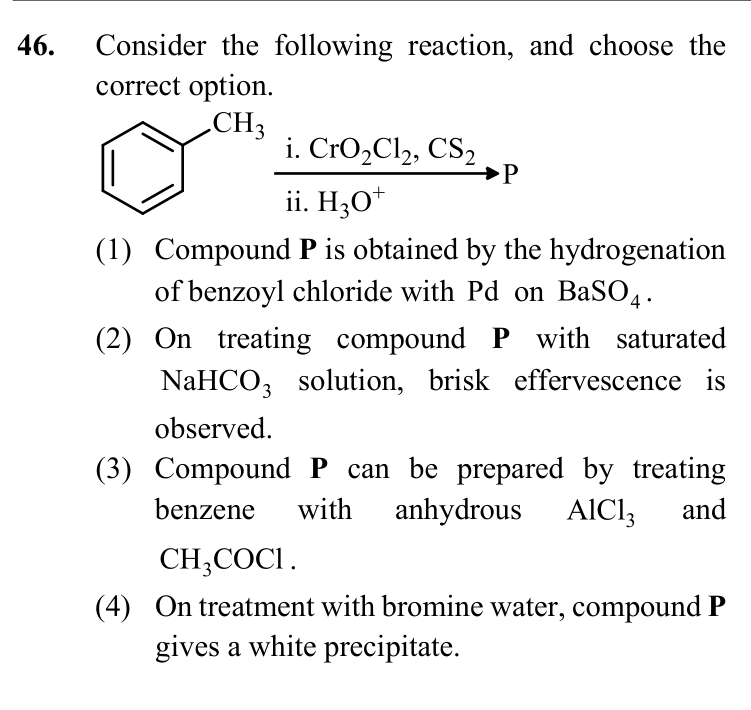 46. Consider the following reaction, and choose the
correct option.
CH₃
i. CrO₂Cl₂, CS₂
P
ii. H₃O⁺
(1) Compound P is obtained by the hydrogenation
of benzoyl chloride with Pd on BaSO₄.
(2) On treating compound P with saturated
NaHCO₃ solution, brisk effervescence is
observed.
(3) Compound P can be prepared by treating
benzene with anhydrous AlCl₃ and
CH₃COCl.
(4) On treatment with bromine water, compound P
gives a white precipitate.